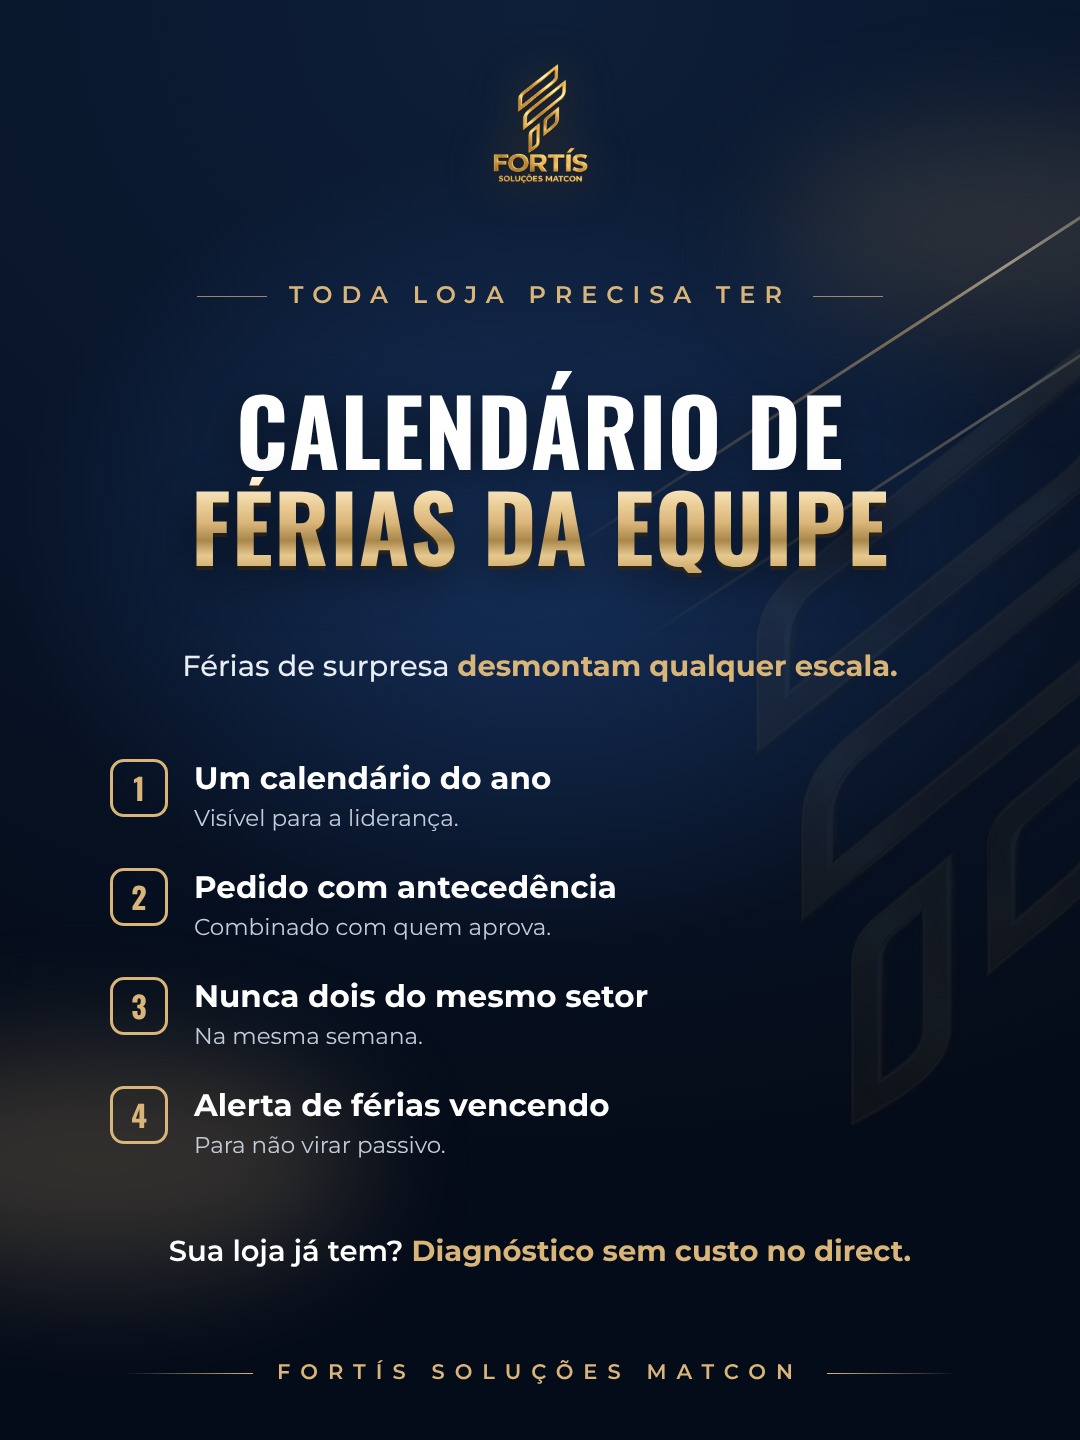 FORTÍS
SOLUÇÕES MATCON
TODA LOJA PRECISA TER
CALENDÁRIO DE
FÉRIAS DA EQUIPE
Férias de surpresa desmontam qualquer escala.
1
Um calendário do ano
Visível para a liderança.
2
Pedido com antecedência
Combinado com quem aprova.
3
Nunca dois do mesmo setor
Na mesma semana.
4
Alerta de férias vencendo
Para não virar passivo.
Sua loja já tem? Diagnóstico sem custo no direct.
FORTÍS SOLUÇÕES MATCON